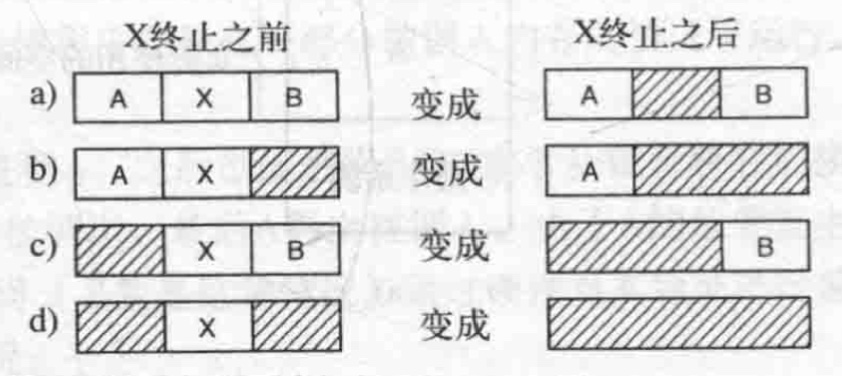 X终止之前 X终止之后
a) A X B 变成 A B
b) A X 变成 A
c) X B 变成 B
d) X 变成